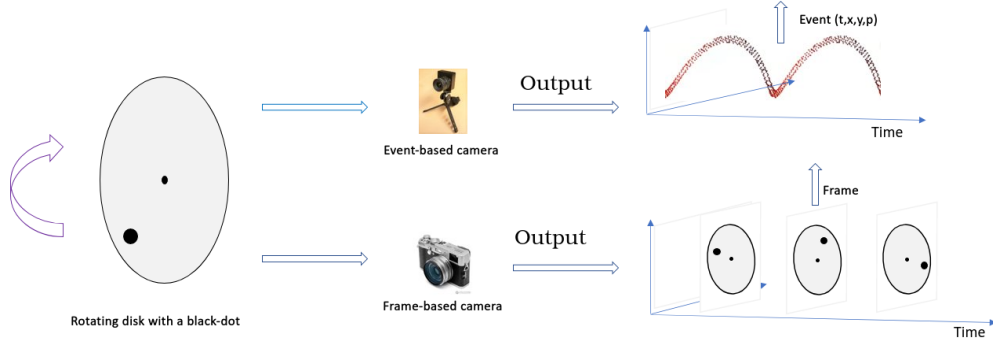 Event (t,x,y,p)
Output
Time
Event-based camera
Frame
Output
Frame-based camera
Rotating disk with a black-dot
Time